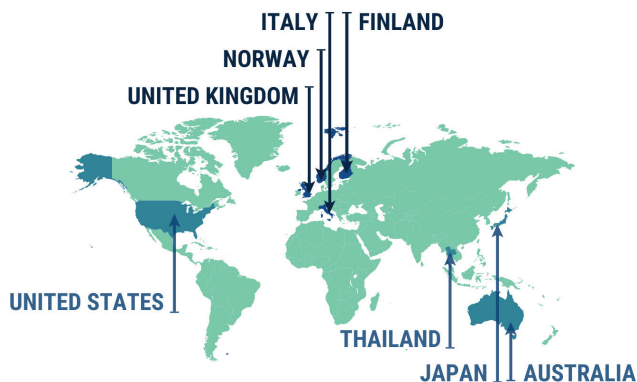 ITALY
FINLAND
NORWAY
UNITED KINGDOM
UNITED STATES
THAILAND
JAPAN
AUSTRALIA